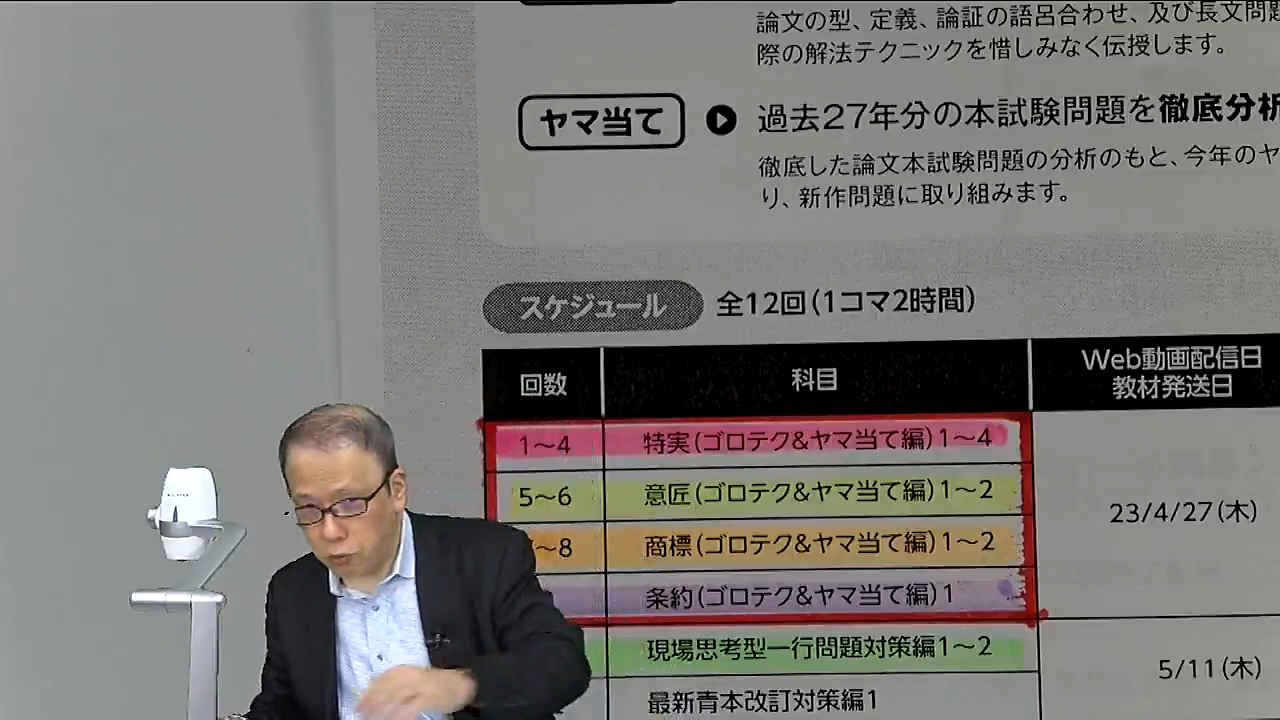 論文の型、定義、論証の語呂合わせ、及び長文問題
際の解法テクニックを惜しみなく伝授します。
ヤマ当て
過去27年分の本試験問題を徹底分析
徹底した論文本試験問題の分析のもと、今年のヤ
り、新作問題に取り組みます。
スケジュール 全12回(1コマ2時間)
回数 科目 Web動画配信日
教材発送日
1～4 特実(ゴロテク&ヤマ当て編)1～4
5～6 意匠(ゴロテク&ヤマ当て編)1～2
23/4/27(木)
～8 商標(ゴロテク&ヤマ当て編)1～2
条約(ゴロテク&ヤマ当て編)1
現場思考型一行問題対策編1～2
5/11(木)
最新青本改訂対策編1